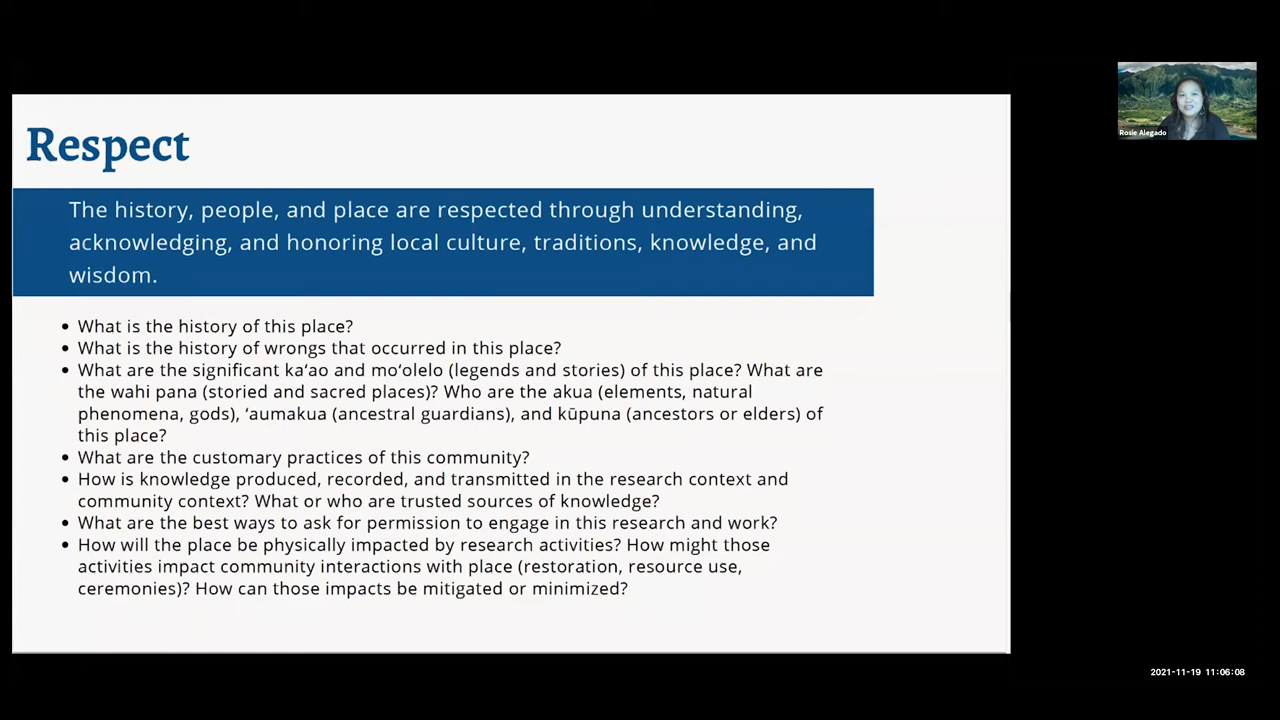 Respect
The history, people, and place are respected through understanding,
acknowledging, and honoring local culture, traditions, knowledge, and
wisdom.
• What is the history of this place?
• What is the history of wrongs that occurred in this place?
• What are the significant kaʻao and moʻolelo (legends and stories) of this place? What are
the wahi pana (storied and sacred places)? Who are the akua (elements, natural
phenomena, gods), ʻaumakua (ancestral guardians), and kūpuna (ancestors or elders) of
this place?
• What are the customary practices of this community?
• How is knowledge produced, recorded, and transmitted in the research context and
community context? What or who are trusted sources of knowledge?
• What are the best ways to ask for permission to engage in this research and work?
• How will the place be physically impacted by research activities? How might those
activities impact community interactions with place (restoration, resource use,
ceremonies)? How can those impacts be mitigated or minimized?
Rosie Alegado
2021-11-19 11:06:08